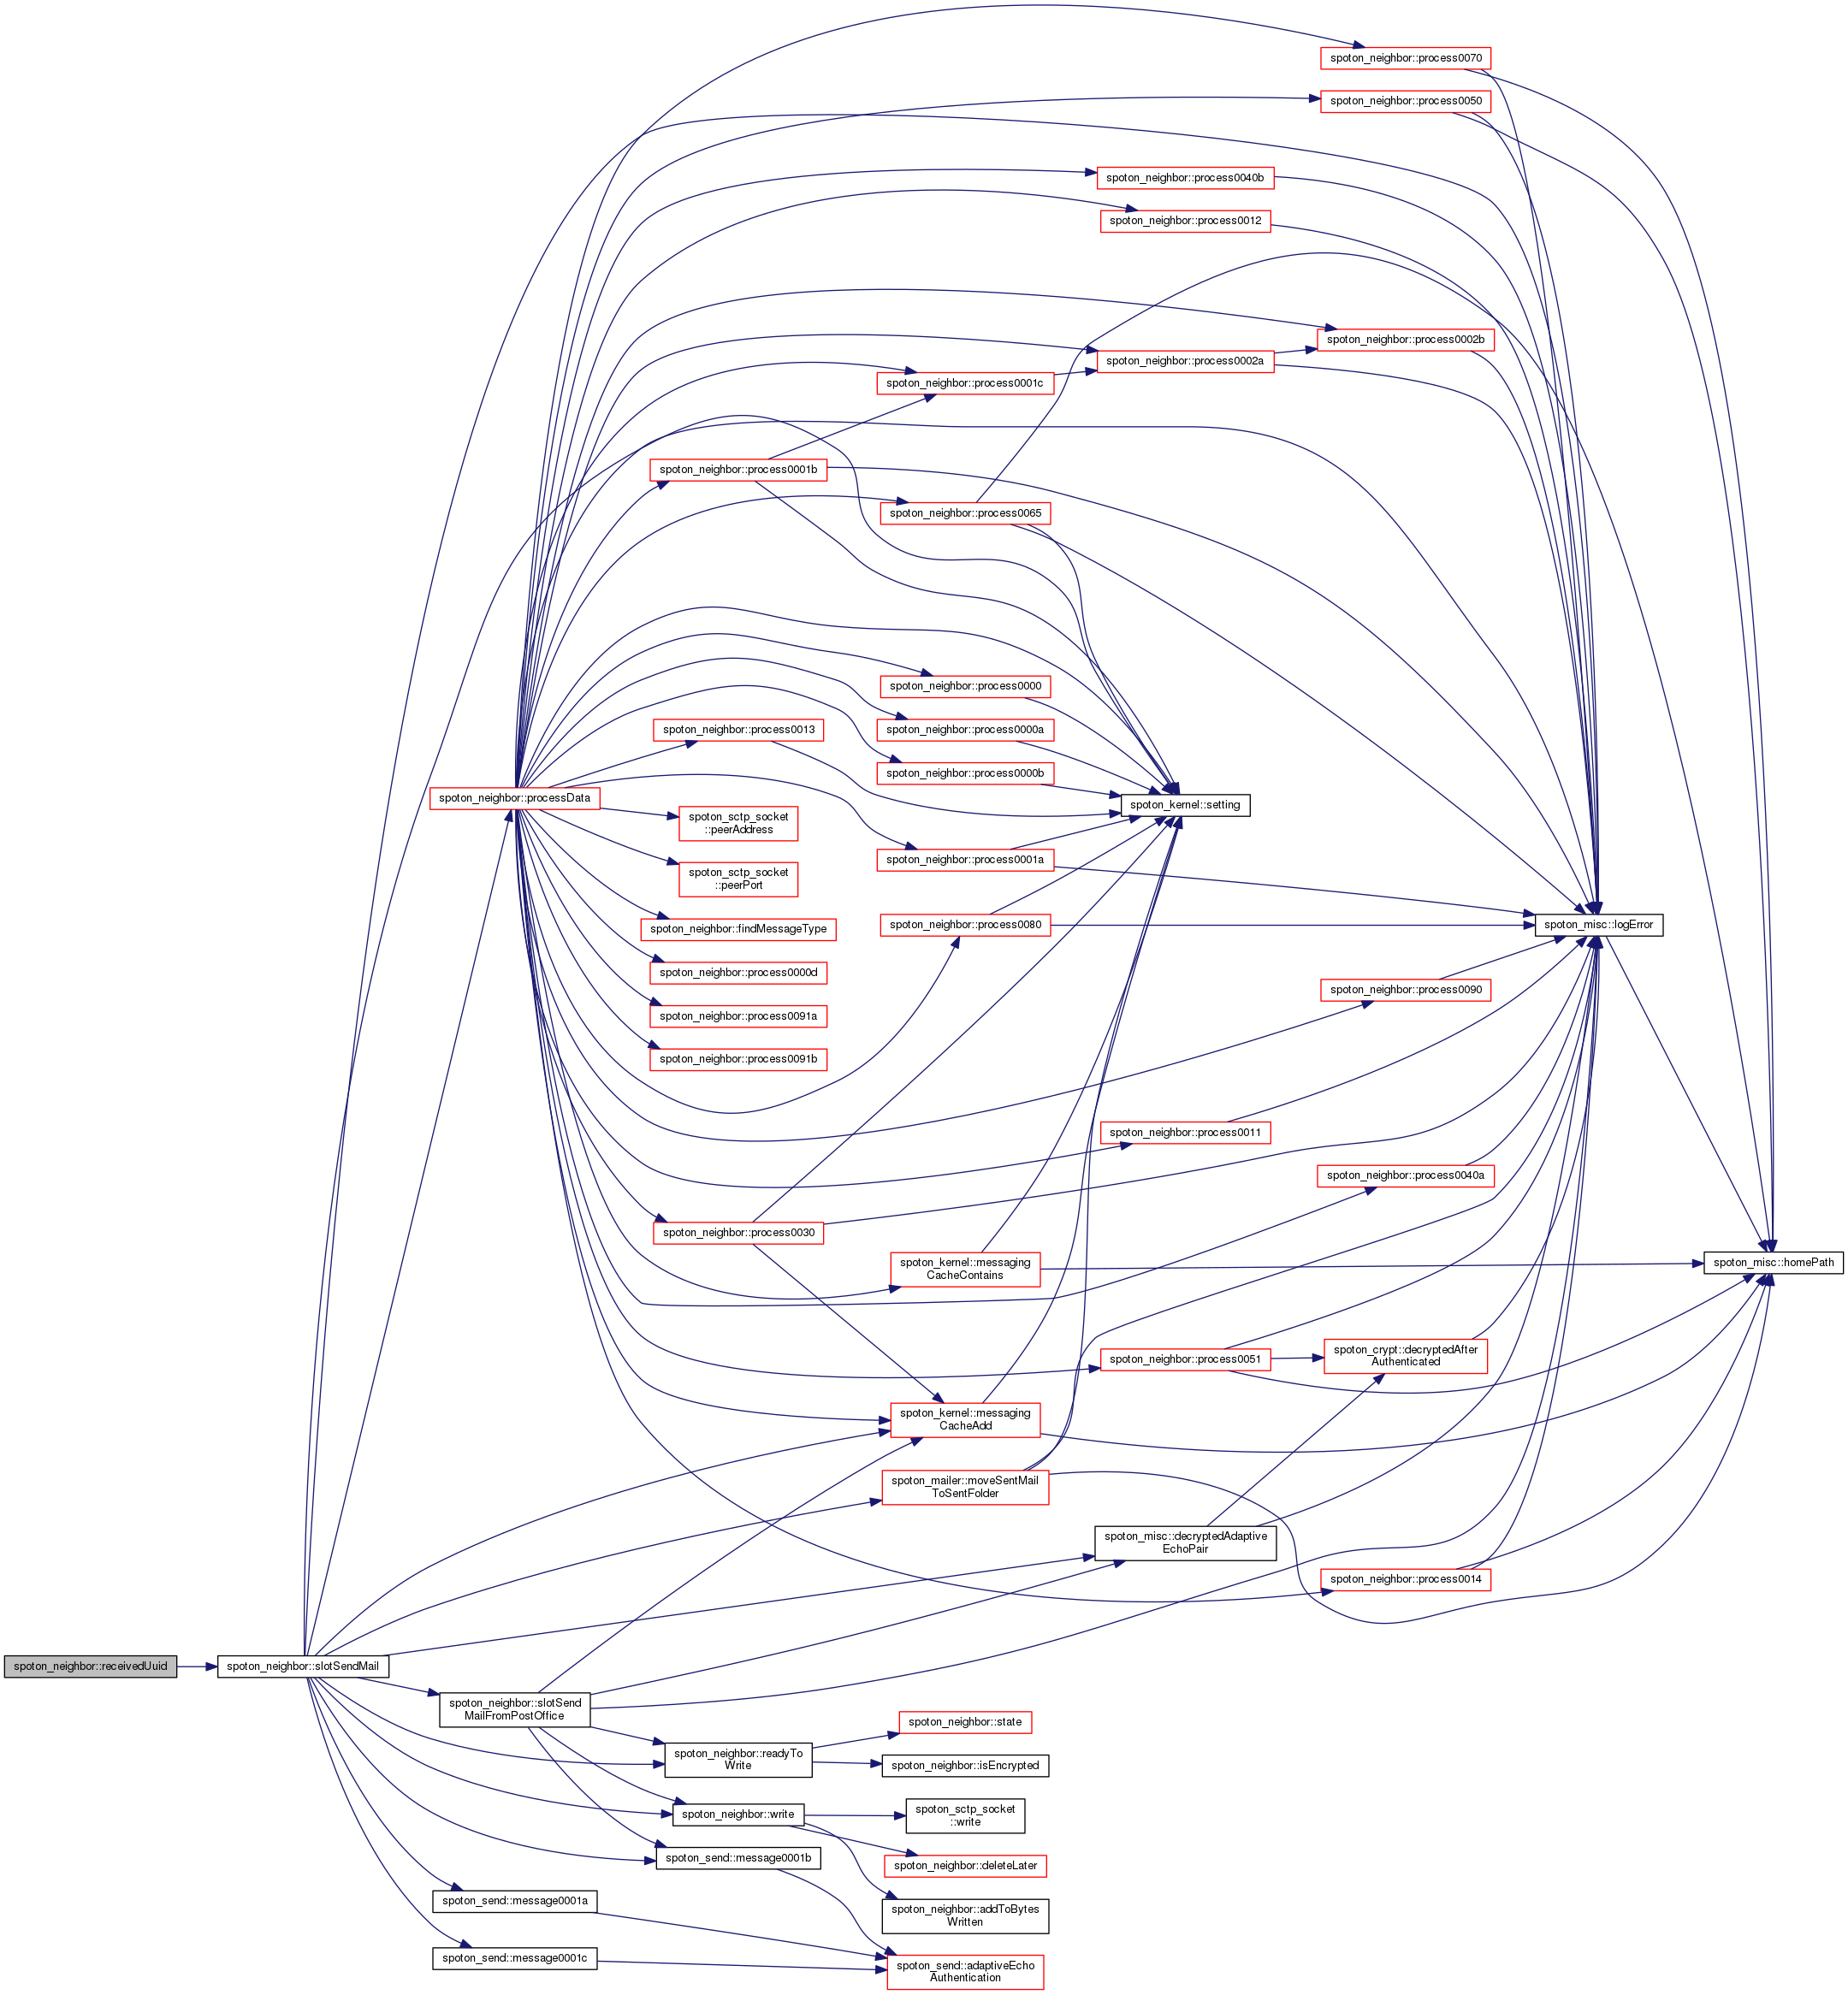 spoton_neighbor::process0070
spoton_neighbor::process0050
spoton_neighbor::process0040b
spoton_neighbor::process0012
spoton_neighbor::process0002b
spoton_neighbor::process0002a
spoton_neighbor::process0001c
spoton_neighbor::process0001b
spoton_neighbor::process0065
spoton_neighbor::process0000
spoton_neighbor::process0013
spoton_neighbor::process0000a
spoton_neighbor::process0000b
spoton_neighbor::processData
spoton_kernel::setting
spoton_sctp_socket
::peerAddress
spoton_neighbor::process0001a
spoton_sctp_socket
::peerPort
spoton_neighbor::findMessageType
spoton_neighbor::process0080
spoton_misc::logError
spoton_neighbor::process0000d
spoton_neighbor::process0090
spoton_neighbor::process0091a
spoton_neighbor::process0091b
spoton_neighbor::process0011
spoton_neighbor::process0040a
spoton_neighbor::process0030
spoton_kernel::messaging
CacheContains
spoton_misc::homePath
spoton_neighbor::process0051
spoton_crypt::decryptedAfter
Authenticated
spoton_kernel::messaging
CacheAdd
spoton_mailer::moveSentMail
ToSentFolder
spoton_misc::decryptedAdaptive
EchoPair
spoton_neighbor::process0014
spoton_neighbor::receivedUuid
spoton_neighbor::slotSendMail
spoton_neighbor::slotSend
MailFromPostOffice
spoton_neighbor::state
spoton_neighbor::readyTo
Write
spoton_neighbor::isEncrypted
spoton_neighbor::write
spoton_sctp_socket
::write
spoton_send::message0001b
spoton_neighbor::deleteLater
spoton_send::message0001a
spoton_neighbor::addToBytes
Written
spoton_send::message0001c
spoton_send::adaptiveEcho
Authentication